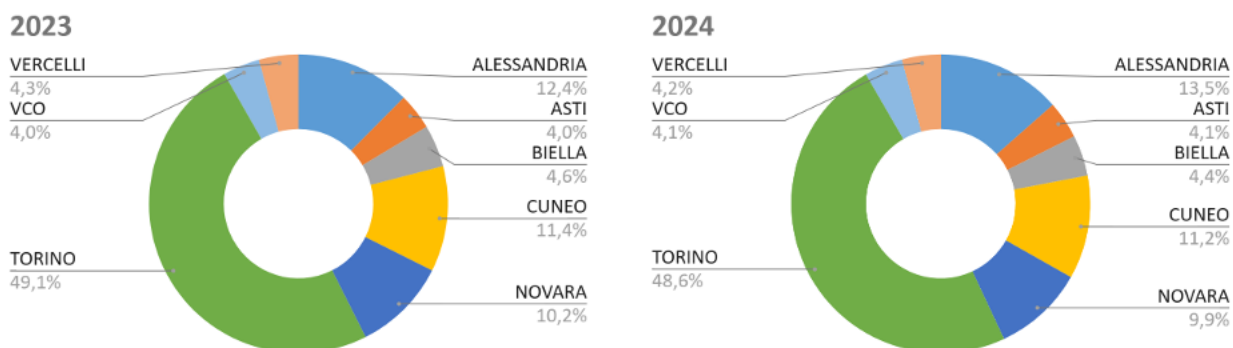 2023
VERCELLI
4,3%
VCO
4,0%
TORINO
49,1%
ALESSANDRIA
12,4%
ASTI
4,0%
BIELLA
4,6%
CUNEO
11,4%
NOVARA
10,2%
2024
VERCELLI
4,2%
VCO
4,1%
TORINO
48,6%
ALESSANDRIA
13,5%
ASTI
4,1%
BIELLA
4,4%
CUNEO
11,2%
NOVARA
9,9%